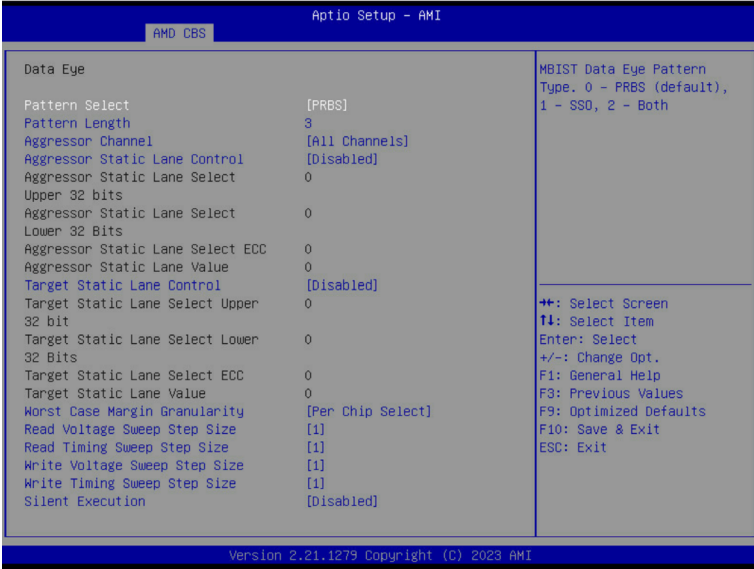 Aptio Setup – AMI
AMD CBS
Data Eye
Pattern Select [PRBS]
Pattern Length 3
Aggressor Channel [All Channels]
Aggressor Static Lane Control [Disabled]
Aggressor Static Lane Select 0
Upper 32 bits
Aggressor Static Lane Select 0
Lower 32 Bits
Aggressor Static Lane Select ECC 0
Aggressor Static Lane Value 0
Target Static Lane Control [Disabled]
Target Static Lane Select Upper 0
32 bit
Target Static Lane Select Lower 0
32 Bits
Target Static Lane Select ECC 0
Target Static Lane Value 0
Worst Case Margin Granularity [Per Chip Select]
Read Voltage Sweep Step Size [1]
Read Timing Sweep Step Size [1]
Write Voltage Sweep Step Size [1]
Write Timing Sweep Step Size [1]
Silent Execution [Disabled]
MBIST Data Eye Pattern
Type. 0 – PRBS (default),
1 – SSO, 2 – Both
→←: Select Screen
↑↓: Select Item
Enter: Select
+/-: Change Opt.
F1: General Help
F3: Previous Values
F9: Optimized Defaults
F10: Save & Exit
ESC: Exit
Version 2.21.1279 Copyright (C) 2023 AMI